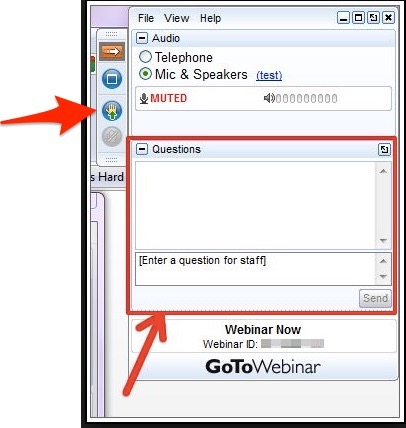 File View Help
Audio
Telephone
Mic & Speakers (test)
MUTED 000000000
s Hard
Questions
[Enter a question for staff]
Send
Webinar Now
Webinar ID:
GoToWebinar